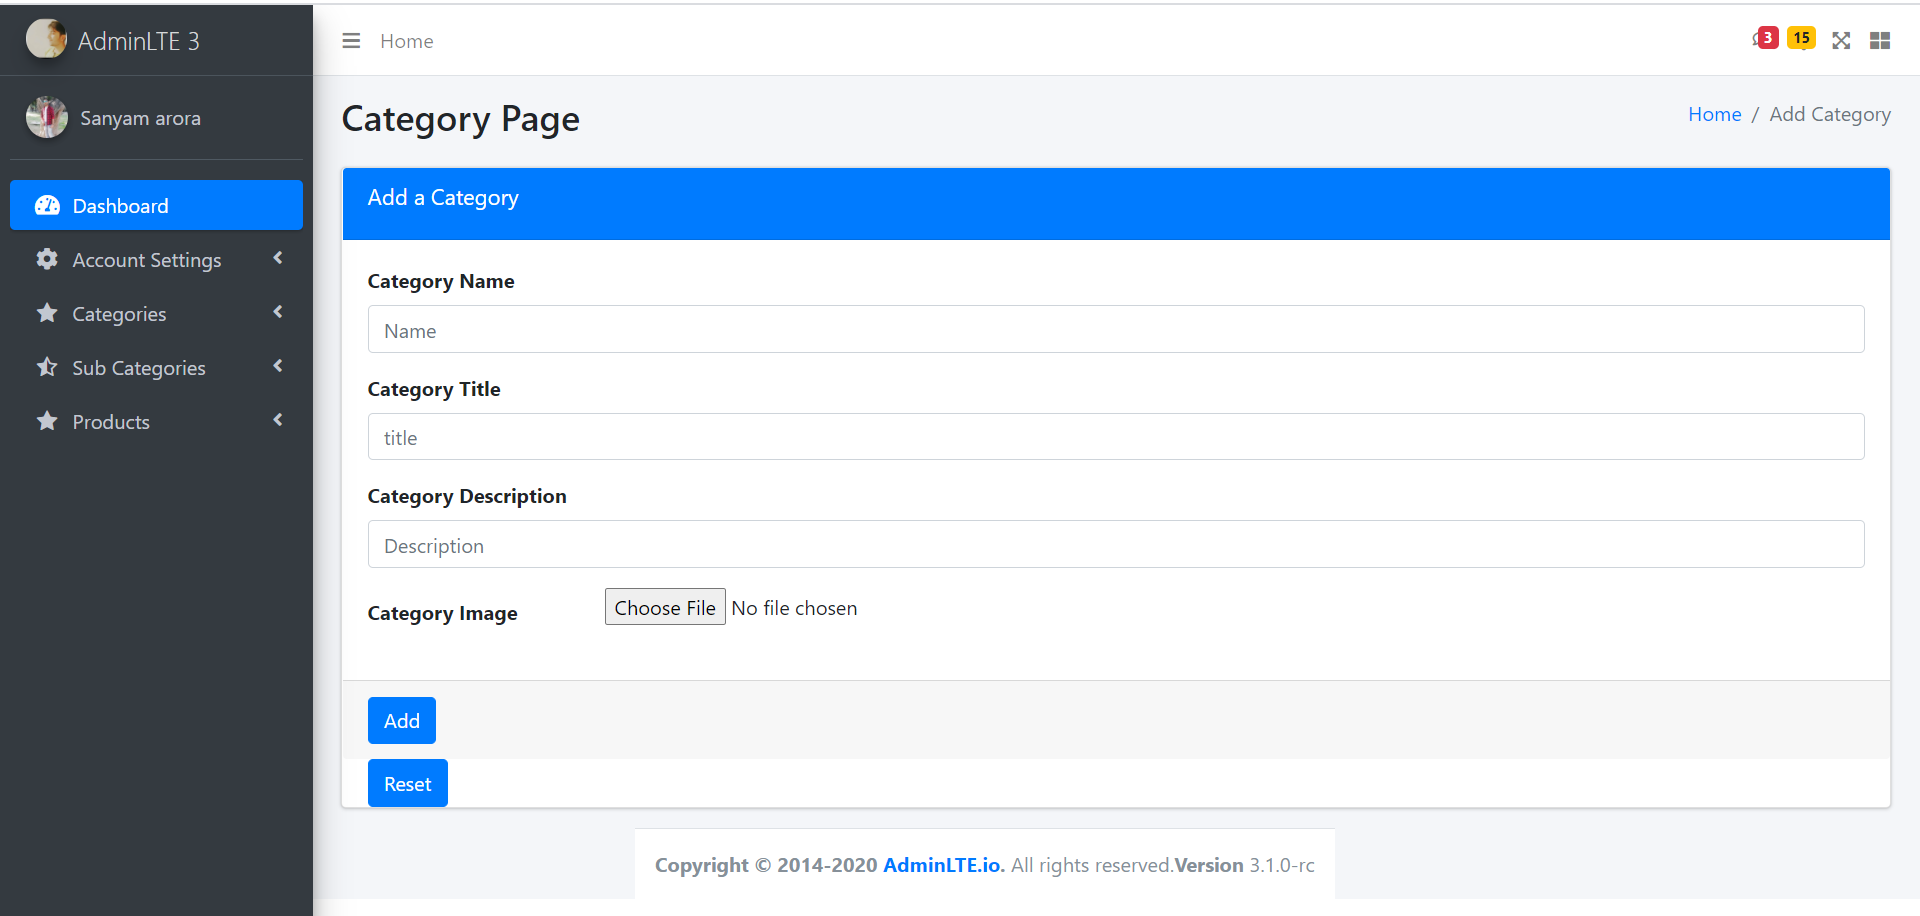 AdminLTE 3
Home
3
15
Sanyam arora
Category Page
Home / Add Category
Dashboard
Account Settings
Categories
Sub Categories
Products
Add a Category
Category Name
Name
Category Title
title
Category Description
Description
Category Image
Choose File No file chosen
Add
Reset
Copyright © 2014-2020 AdminLTE.io. All rights reserved.Version 3.1.0-rc